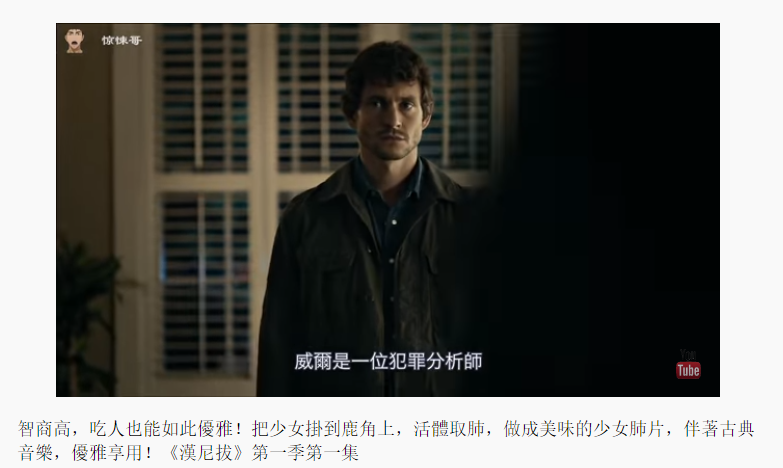 惊悚哥
威爾是一位犯罪分析師
You
Tube
智商高，吃人也能如此優雅！把少女掛到鹿角上，活體取肺，做成美味的少女肺片，伴著古典
音樂，優雅享用！《漢尼拔》第一季第一集